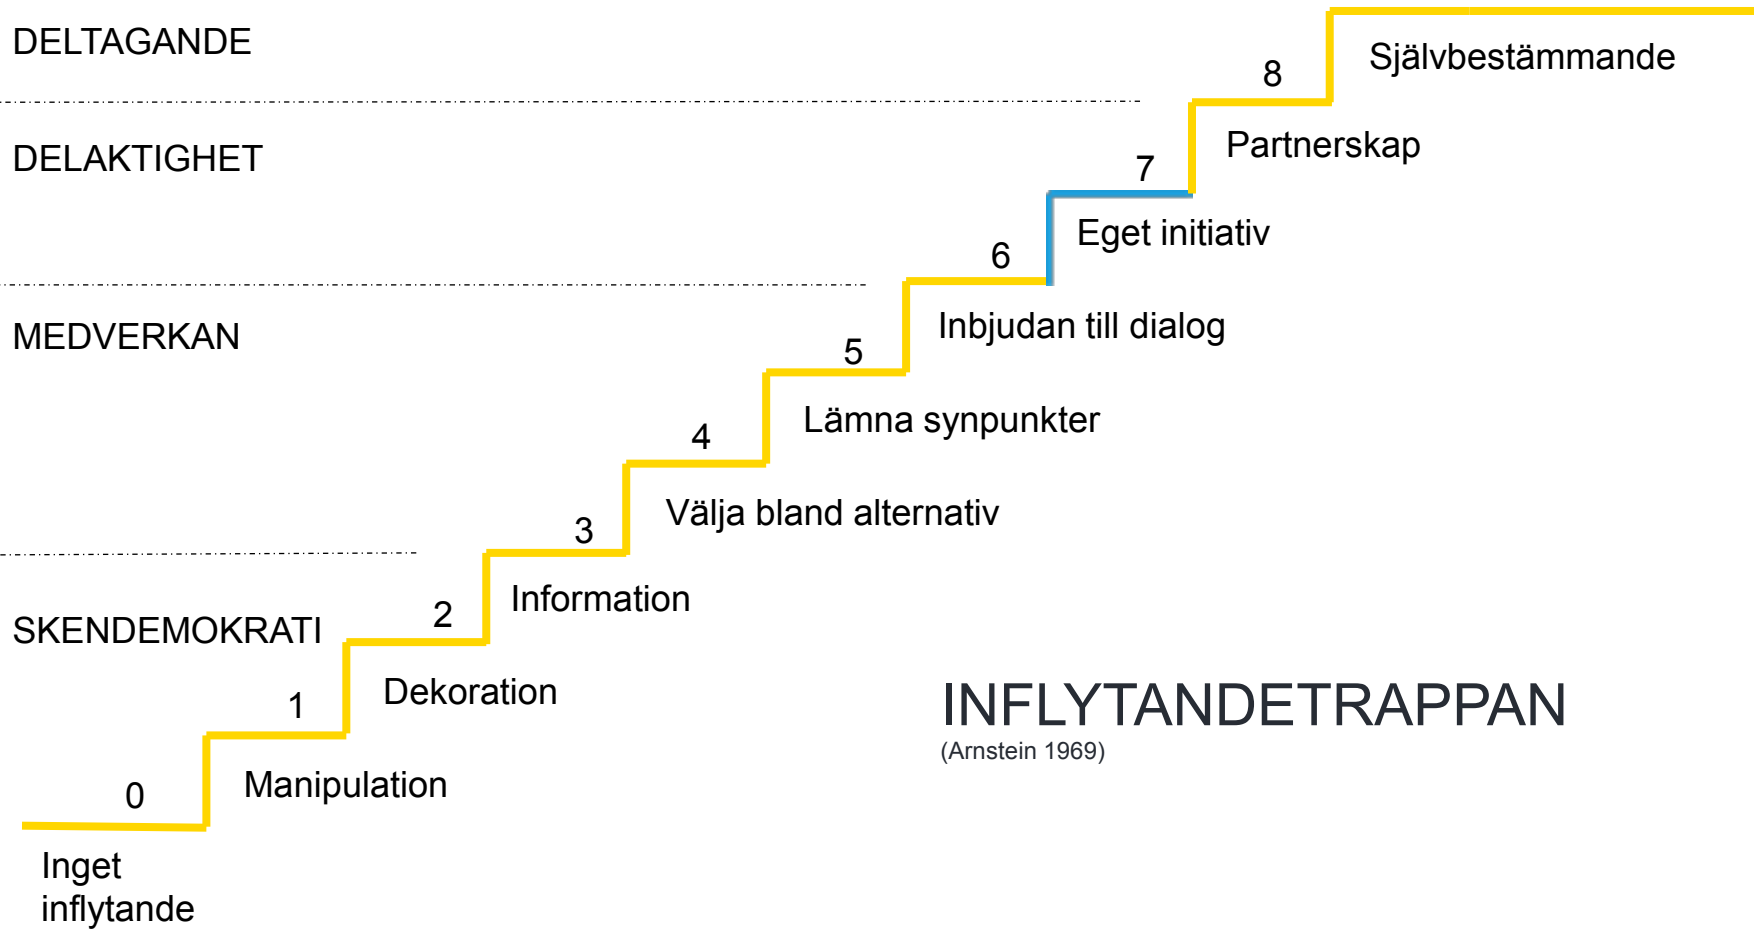 DELTAGANDE
Självbestämmande
8
DELAKTIGHET
Partnerskap
7
Eget initiativ
6
MEDVERKAN
Inbjudan till dialog
5
Lämna synpunkter
4
Välja bland alternativ
3
Information
2
SKENDEMOKRATI
Dekoration
1
Manipulation
0
Inget
inflytande
INFLYTANDETRAPPAN
(Arnstein 1969)